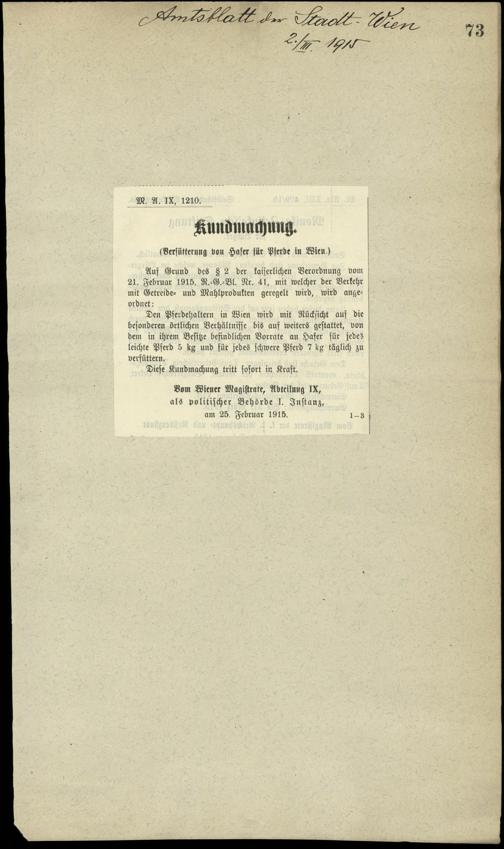 Amtsblatt der Stadt-Wien
2./III. 1915
73
M. A. IX, 1210.
Kundmachung.
(Verfütterung von Hafer für Pferde in Wien.)
Auf Grund des § 2 der kaiserlichen Verordnung vom
21. Februar 1915, R.-G.-Bl. Nr. 41, mit welcher der Verkehr
mit Getreide- und Mahlprodukten geregelt wird, wird ange-
ordnet:
Den Pferdehaltern in Wien wird mit Rücksicht auf die
besonderen örtlichen Verhältnisse bis auf weiters gestattet, von
dem in ihrem Besitze befindlichen Vorrate an Hafer für jedes
leichte Pferd 5 kg und für jedes schwere Pferd 7 kg täglich zu
verfüttern.
Diese Kundmachung tritt sofort in Kraft.
Vom Wiener Magistrate, Abteilung IX,
als politischer Behörde I. Instanz,
am 25. Februar 1915.
1—3